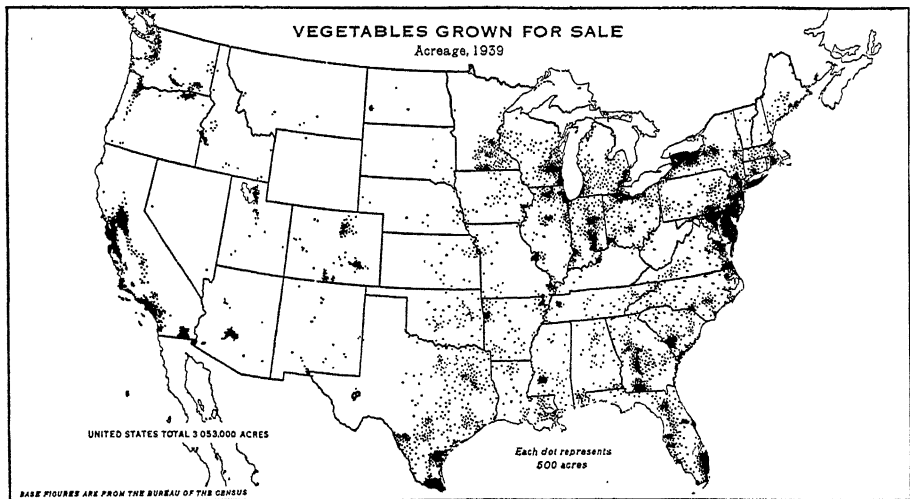 VEGETABLES GROWN FOR SALE
Acreage, 1939
UNITED STATES TOTAL 3 053,000 ACRES
Each dot represents
500 acres
BASE FIGURES ARE FROM THE BUREAU OF THE CENSUS